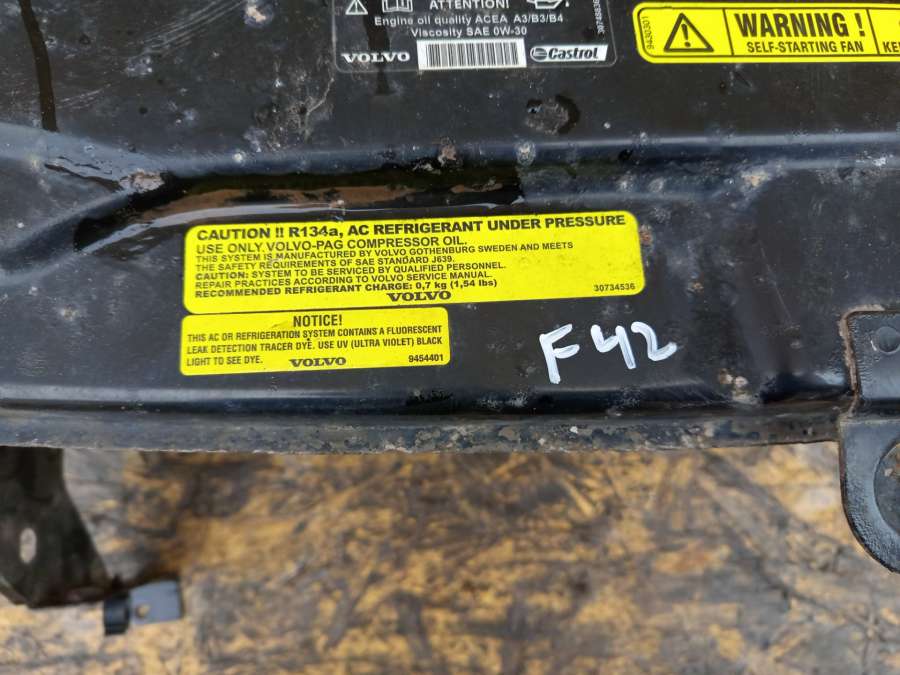 ATTENTION!
Engine oil quality ACEA A3/B3/B4
Viscosity SAE 0W-30
VOLVO Castrol
9430301
WARNING !
SELF-STARTING FAN
CAUTION !! R134a, AC REFRIGERANT UNDER PRESSURE
USE ONLY VOLVO-PAG COMPRESSOR OIL.
THIS SYSTEM IS MANUFACTURED BY VOLVO GOTHENBURG SWEDEN AND MEETS
THE SAFETY REQUIREMENTS OF SAE STANDARD J639.
CAUTION: SYSTEM TO BE SERVICED BY QUALIFIED PERSONNEL.
REPAIR PRACTICES ACCORDING TO VOLVO SERVICE MANUAL.
RECOMMENDED REFRIGERANT CHARGE: 0,7 kg (1,54 lbs)
VOLVO 30734536
NOTICE!
THIS AC OR REFRIGERATION SYSTEM CONTAINS A FLUORESCENT
LEAK DETECTION TRACER DYE. USE UV (ULTRA VIOLET) BLACK
LIGHT TO SEE DYE. VOLVO 9454401
F42